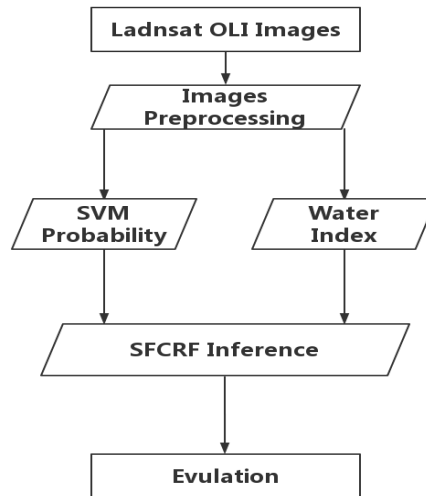 Ladnsat OLI Images
Images
Preprocessing
SVM
Probability
Water
Index
SFCRF Inference
Evulation